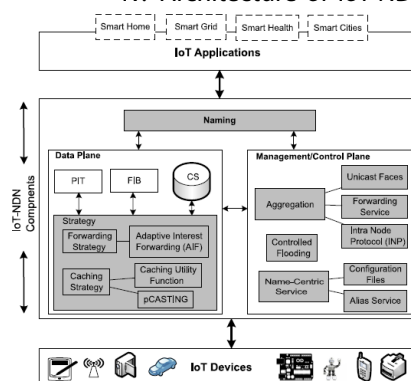 Smart Home
Smart Grid
Smart Health
Smart Cities
IoT Applications
IoT-NDN
Components
Naming
Data Plane
PIT
FIB
CS
Strategy
Forwarding
Strategy
Adaptive Interest
Forwarding (AIF)
Caching
Strategy
Caching Utility
Function
pCASTING
Management/Control Plane
Aggregation
Unicast Faces
Forwarding
Service
Intra Node
Protocol (INP)
Controlled
Flooding
Name-Centric
Service
Configuration
Files
Alias Service
IoT Devices